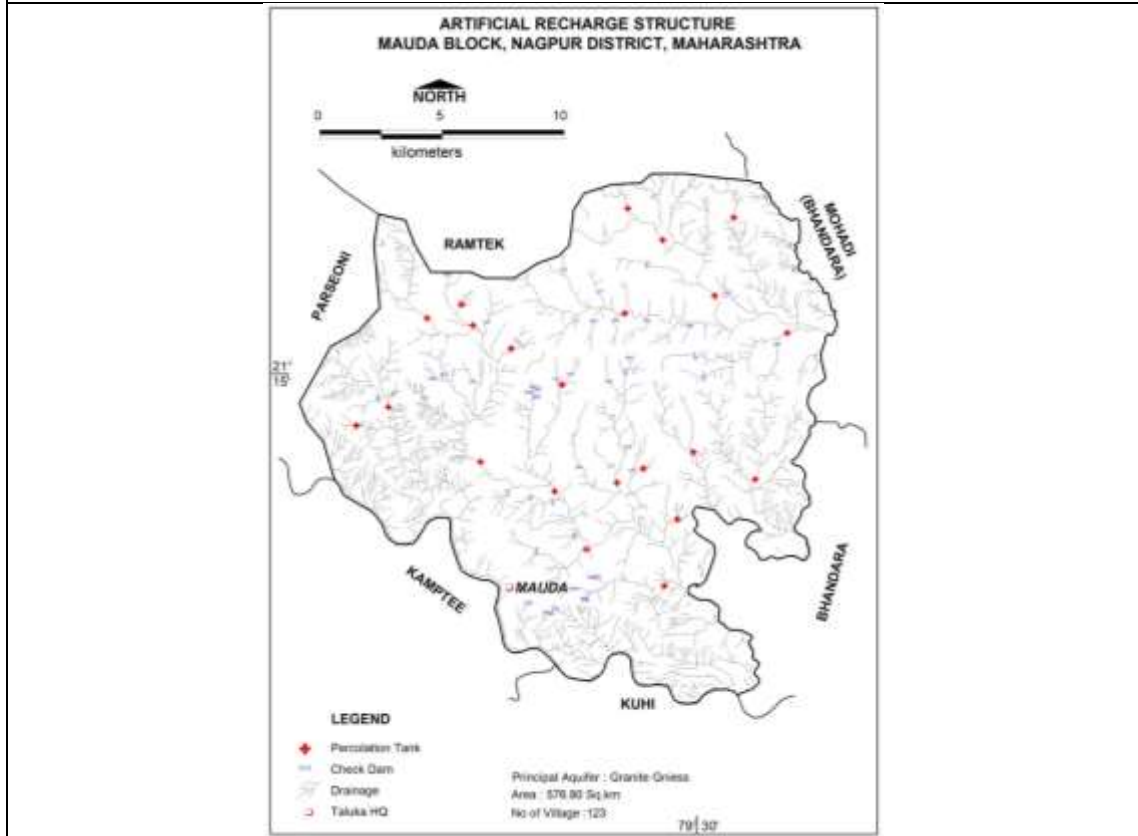 ARTIFICIAL RECHARGE STRUCTURE
MAUDA BLOCK, NAGPUR DISTRICT, MAHARASHTRA
NORTH
0 5 10
kilometers
MOHADI
(BHANDARA)
RAMTEK
PARSEONI
21°
15'
KAMPTEE
MAUDA
BHANDARA
KUHI
LEGEND
Percolation Tank
Check Dam
Drainage
Taluka HQ
Principal Aquifer : Granite Gniess
Area : 576.80 Sq.km
No of Village :123
79 30'